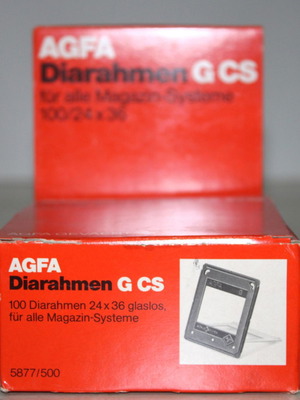 AGFA
Diarahmen G CS
für alle Magazin-Systeme
100/24 x 36
AGFA
Diarahmen G CS
100 Diarahmen 24 x 36 glaslos,
für alle Magazin-Systeme
5877/500